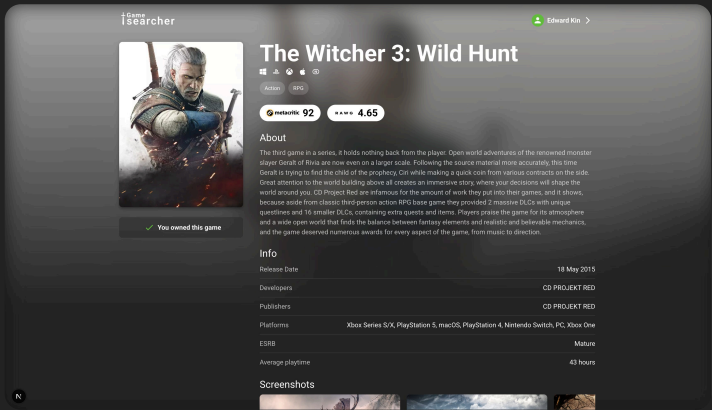 Game
searcher
Edward Kin
The Witcher 3: Wild Hunt
Action RPG
metacritic 92 RAWG 4.65
About
The third game in a series, it holds nothing back from the player. Open world adventures of the renowned monster
slayer Geralt of Rivia are now even on a larger scale. Following the source material more accurately, this time
Geralt is trying to find the child of the prophecy, Ciri while making a quick coin from various contracts on the side.
Great attention to the world building above all creates an immersive story, where your decisions will shape the
world around you. CD Project Red are infamous for the amount of work they put into their games, and it shows,
because aside from classic third-person action RPG base game they provided 2 massive DLCs with unique
questlines and 16 smaller DLCs, containing extra quests and items. Players praise the game for its atmosphere
and a wide open world that finds the balance between fantasy elements and realistic and believable mechanics,
and the game deserved numerous awards for every aspect of the game, from music to direction.
You owned this game
Info
Release Date 18 May 2015
Developers CD PROJEKT RED
Publishers CD PROJEKT RED
Platforms Xbox Series S/X, PlayStation 5, macOS, PlayStation 4, Nintendo Switch, PC, Xbox One
ESRB Mature
Average playtime 43 hours
Screenshots
N